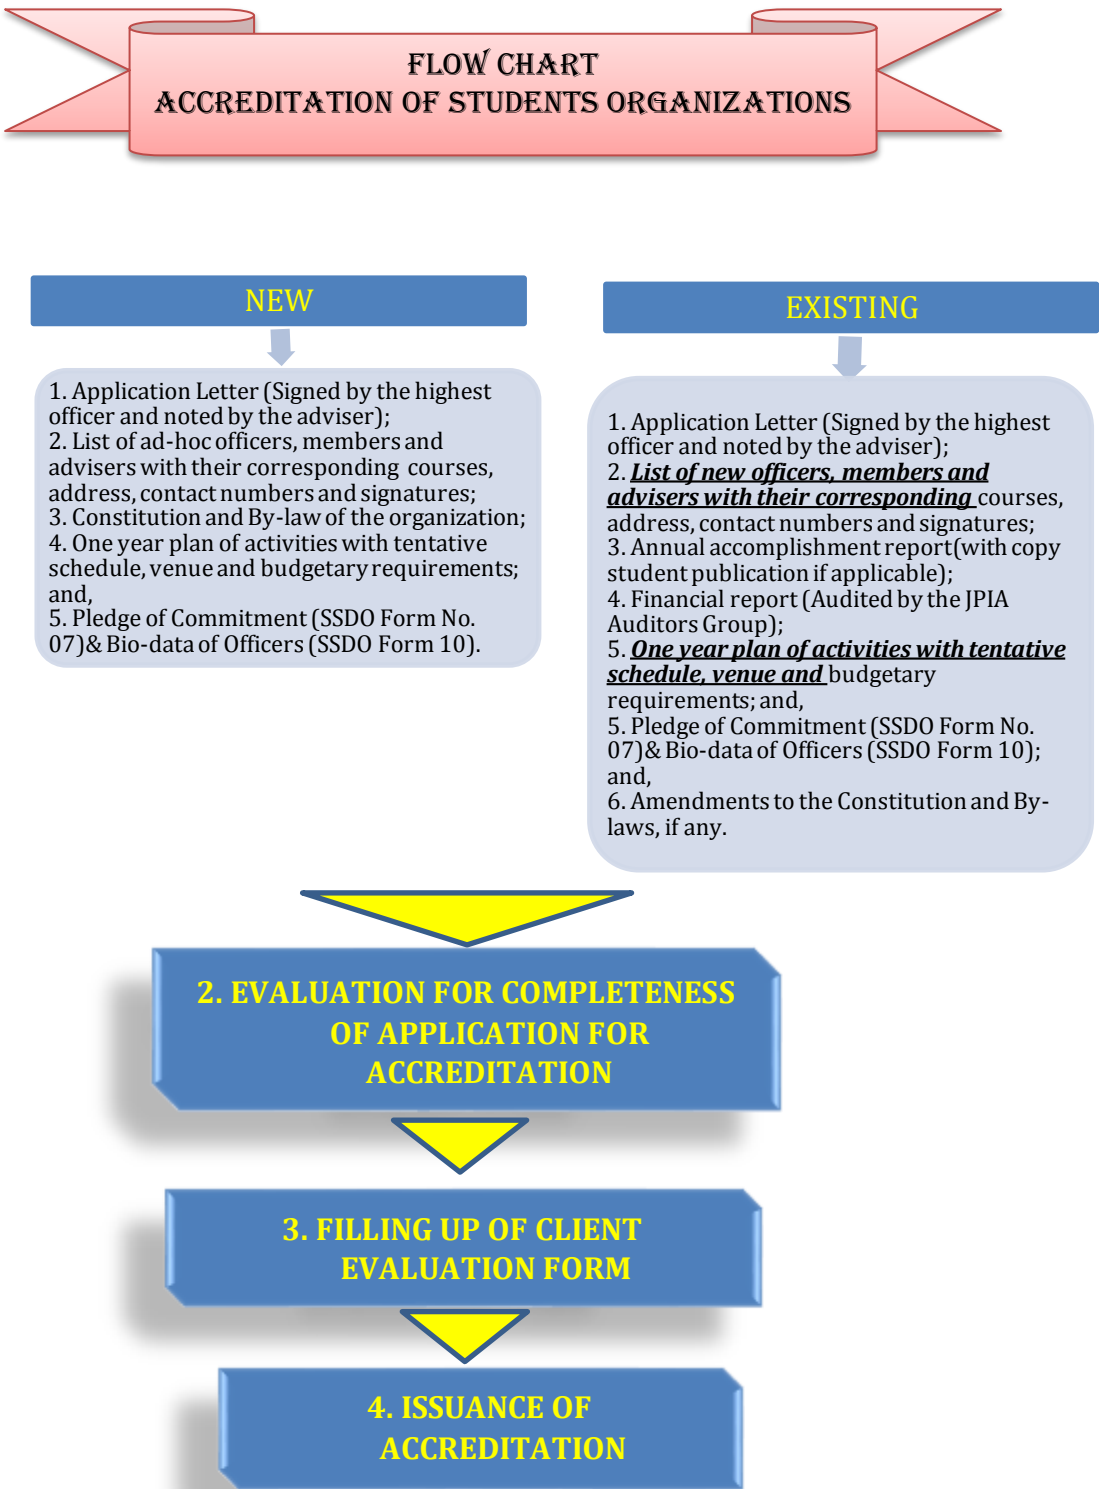 FLOW CHART
ACCREDITATION OF STUDENTS ORGANIZATIONS
NEW
1. Application Letter (Signed by the highest
officer and noted by the adviser);
2. List of ad-hoc officers, members and
advisers with their corresponding courses,
address, contact numbers and signatures;
3. Constitution and By-law of the organization;
4. One year plan of activities with tentative
schedule, venue and budgetary requirements;
and,
5. Pledge of Commitment (SSDO Form No.
07)& Bio-data of Officers (SSDO Form 10).
EXISTING
1. Application Letter (Signed by the highest
officer and noted by the adviser);
2. List of new officers, members and
advisers with their corresponding courses,
address, contact numbers and signatures;
3. Annual accomplishment report(with copy
student publication if applicable);
4. Financial report (Audited by the JPIA
Auditors Group);
5. One year plan of activities with tentative
schedule, venue and budgetary
requirements; and,
5. Pledge of Commitment (SSDO Form No.
07)& Bio-data of Officers (SSDO Form 10);
and,
6. Amendments to the Constitution and By-
laws, if any.
2. EVALUATION FOR COMPLETENESS
OF APPLICATION FOR
ACCREDITATION
3. FILLING UP OF CLIENT
EVALUATION FORM
4. ISSUANCE OF
ACCREDITATION